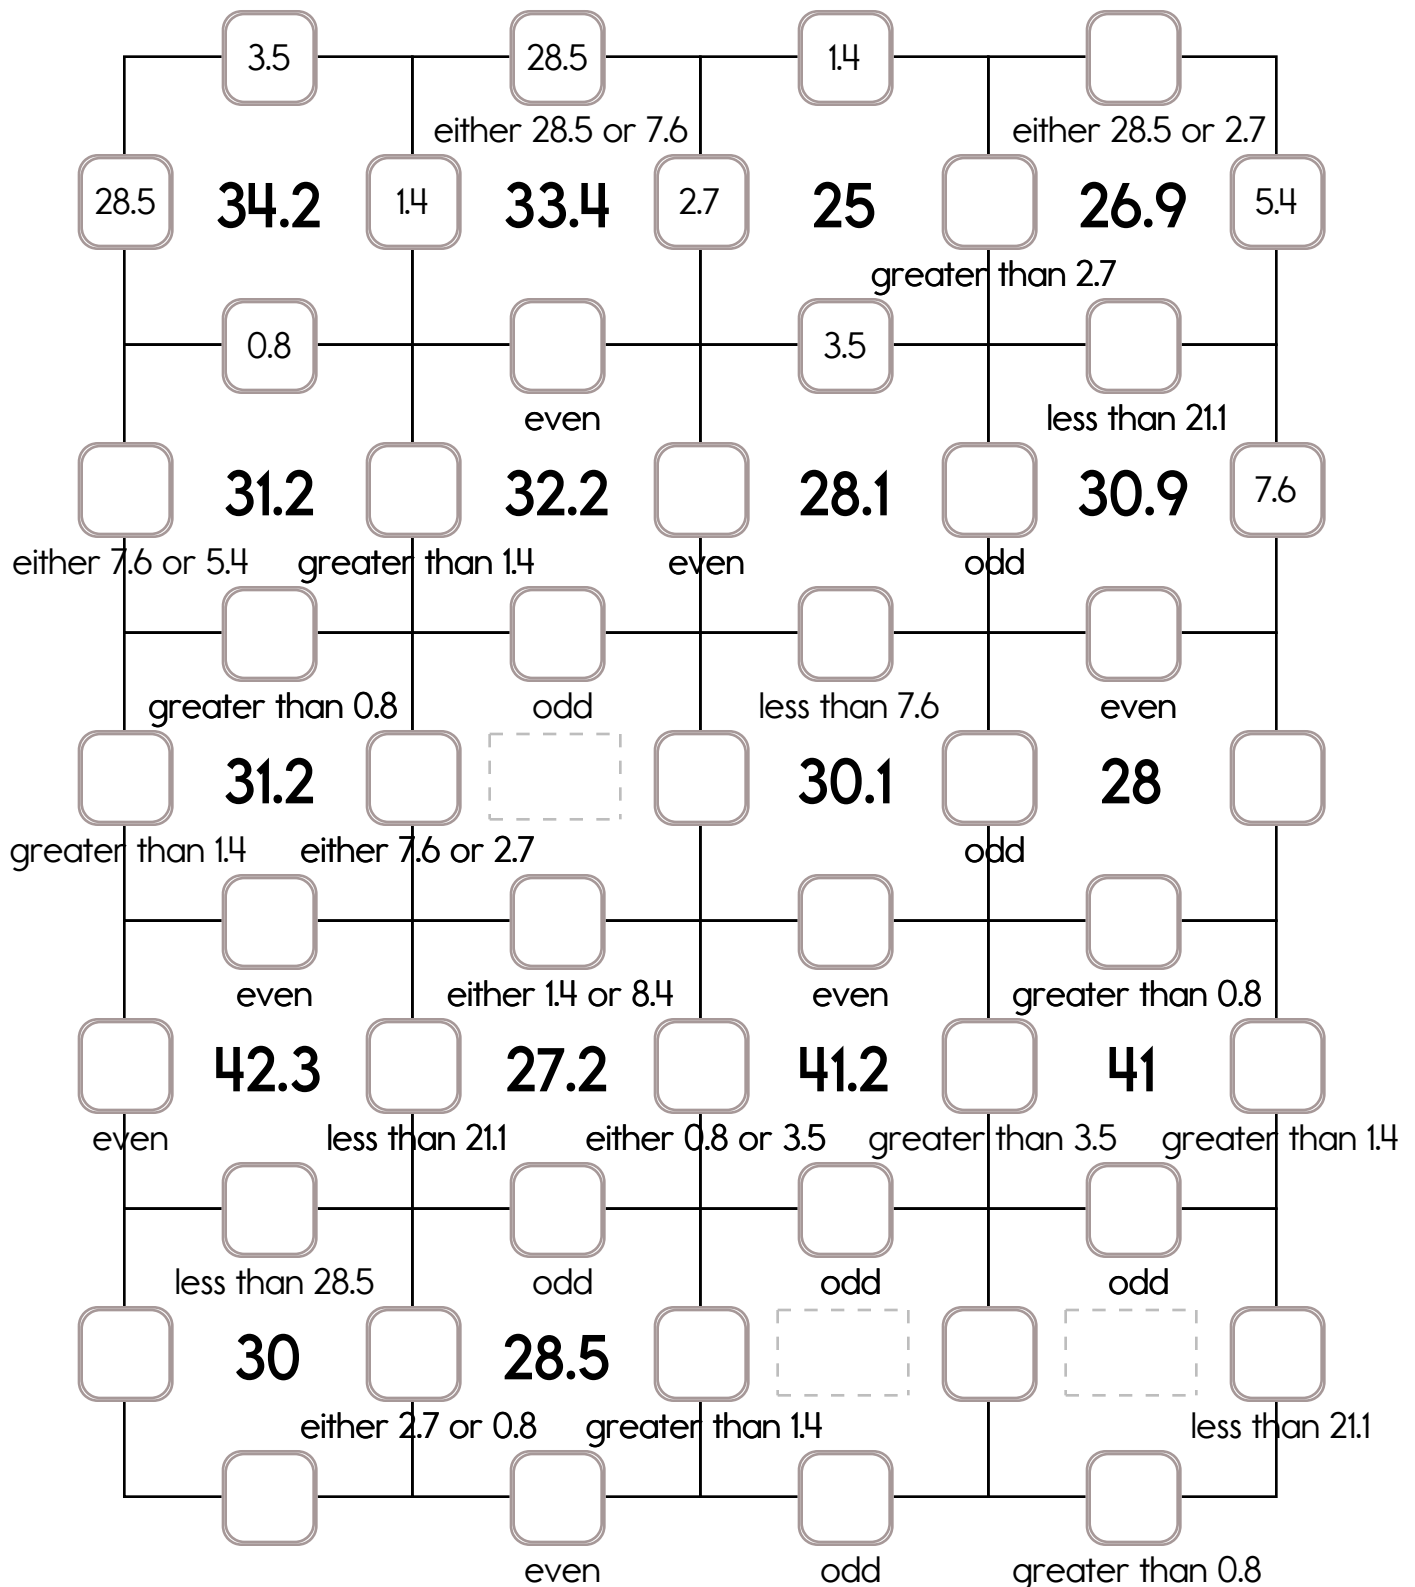 3.5 28.5 1.4
either 28.5 or 7.6 either 28.5 or 2.7
28.5 34.2 1.4 33.4 2.7 25 26.9 5.4
greater than 2.7
0.8 3.5
even less than 21.1
31.2 32.2 28.1 30.9 7.6
either 7.6 or 5.4 greater than 1.4 even odd
greater than 0.8 odd less than 7.6 even
31.2 30.1 28
greater than 1.4 either 7.6 or 2.7 odd
even either 1.4 or 8.4 even greater than 0.8
42.3 27.2 41.2 41
even less than 21.1 either 0.8 or 3.5 greater than 3.5 greater than 1.4
less than 28.5 odd odd odd
30 28.5
either 2.7 or 0.8 greater than 1.4 less than 21.1
even odd greater than 0.8